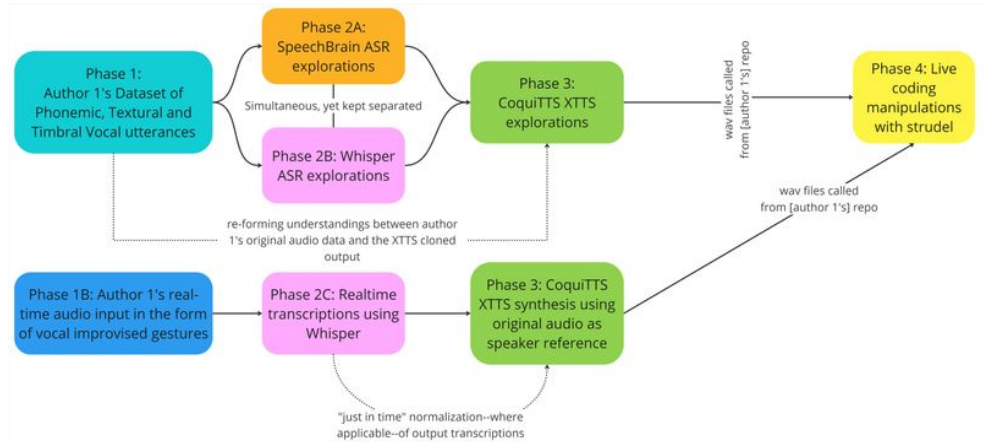 Phase 1:
Author 1's Dataset of
Phonemic, Textural and
Timbral Vocal utterances
Phase 2A:
SpeechBrain ASR
explorations
Simultaneous, yet kept separated
Phase 2B: Whisper
ASR explorations
Phase 3:
CoquiTTS XTTS
explorations
wav files called
from [author 1's] repo
Phase 4: Live
coding
manipulations
with strudel
wav files called
from [author 1's] repo
re-forming understandings between author
1's original audio data and the XTTS cloned
output
Phase 1B: Author 1's real-
time audio input in the form
of vocal improvised gestures
Phase 2C: Realtime
transcriptions using
Whisper
Phase 3: CoquiTTS
XTTS synthesis using
original audio as
speaker reference
"just in time" normalization--where
applicable--of output transcriptions